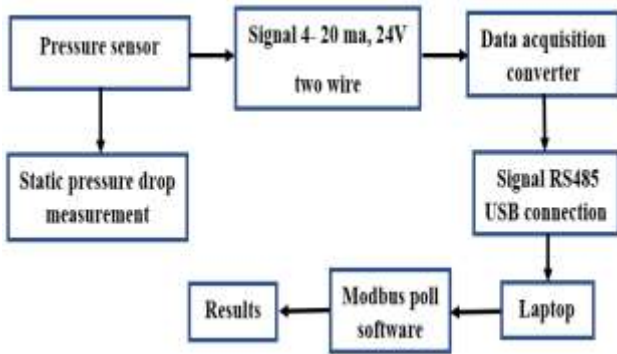 Pressure sensor
Signal 4- 20 ma, 24V
two wire
Data acquisition
converter
Static pressure drop
measurement
Signal RS485
USB connection
Laptop
Modbus poll
software
Results